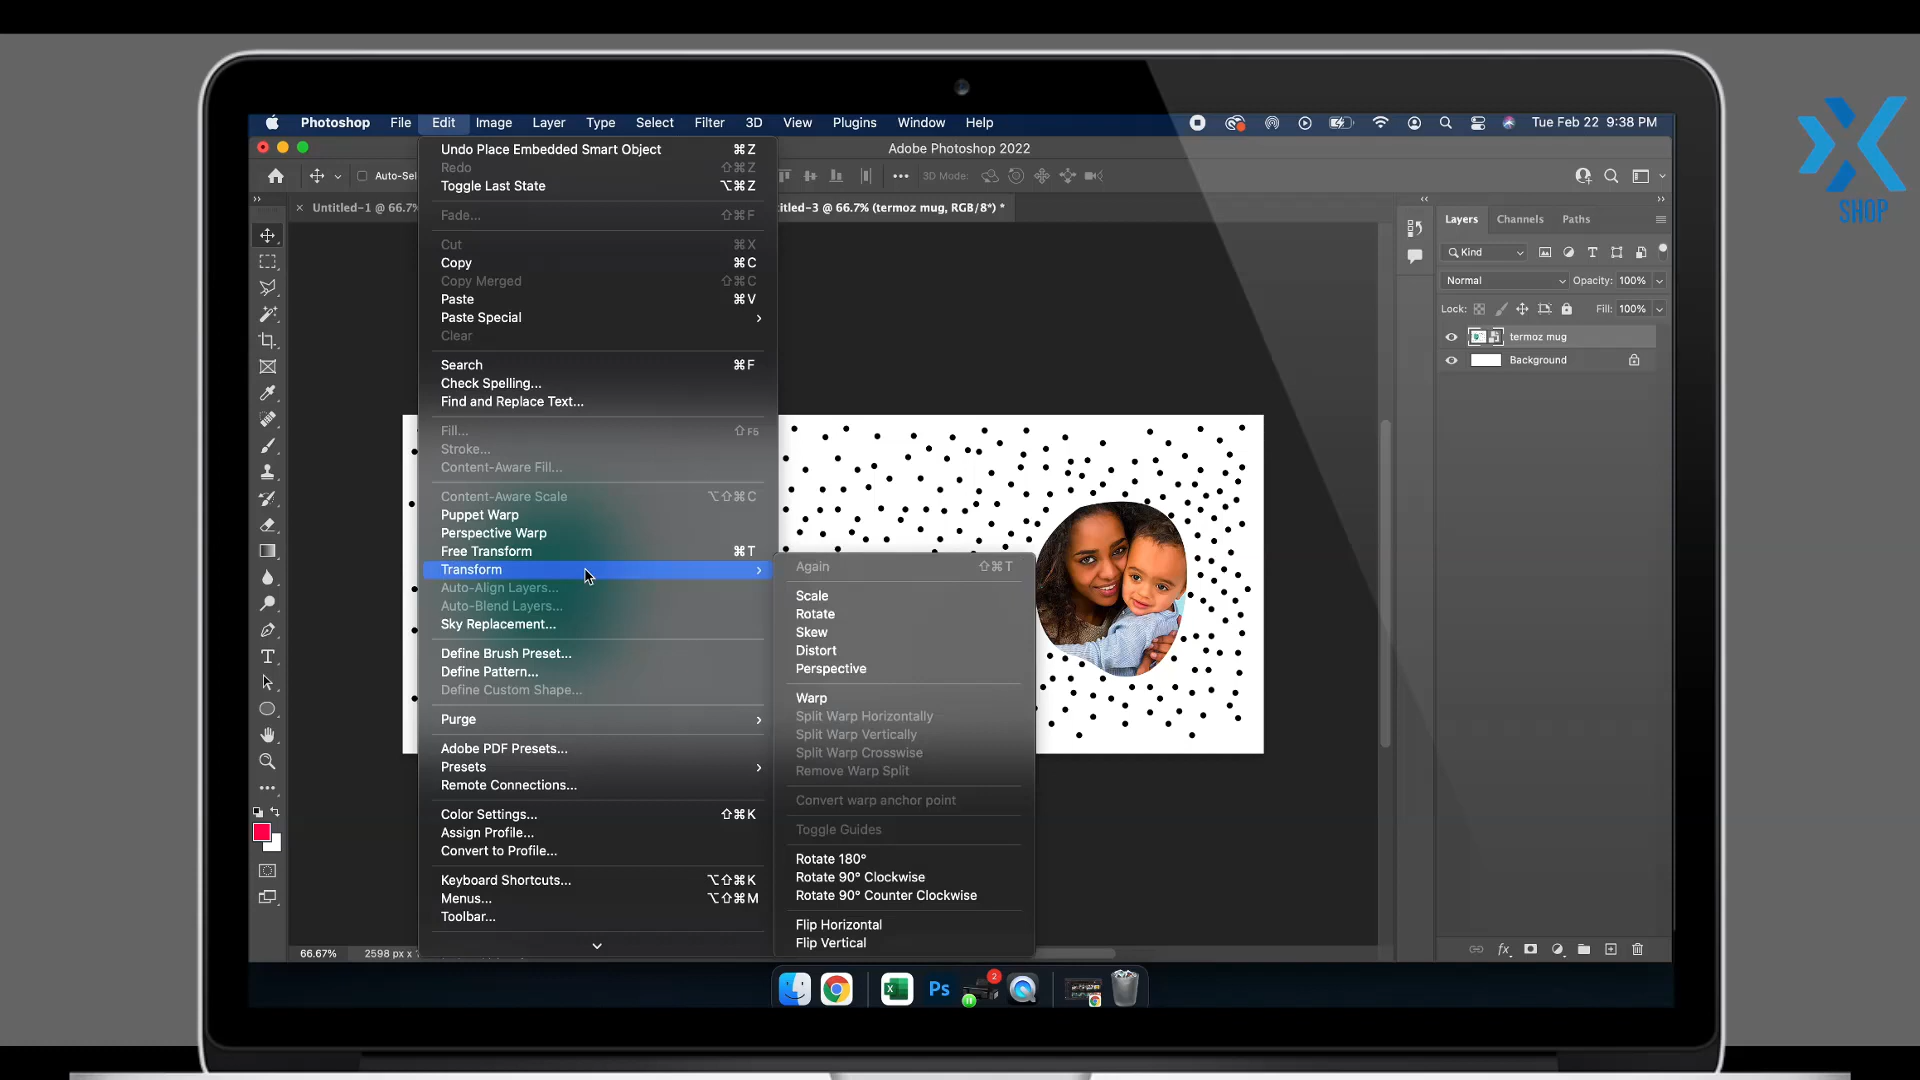 Photoshop File Edit Image Layer Type Select Filter 3D View Plugins Window Help Tue Feb 22 9:38 PM
SHOP
Adobe Photoshop 2022
Auto-Sel
3D Mode:
Untitled-1 @ 66.7%
titled-3 @ 66.7% (termoz mug, RGB/8*) *
Undo Place Embedded Smart Object ⌘Z
Redo ⇧⌘Z
Toggle Last State ⌥⌘Z
Fade... ⇧⌘F
Cut ⌘X
Copy ⌘C
Copy Merged ⇧⌘C
Paste ⌘V
Paste Special
Clear
Search ⌘F
Check Spelling...
Find and Replace Text...
Fill... ⇧F5
Stroke...
Content-Aware Fill...
Content-Aware Scale ⌥⇧⌘C
Puppet Warp
Perspective Warp
Free Transform ⌘T
Transform
Auto-Align Layers...
Auto-Blend Layers...
Sky Replacement...
Define Brush Preset...
Define Pattern...
Define Custom Shape...
Purge
Adobe PDF Presets...
Presets
Remote Connections...
Color Settings... ⇧⌘K
Assign Profile...
Convert to Profile...
Keyboard Shortcuts... ⌥⇧⌘K
Menus... ⌥⇧⌘M
Toolbar...
Again ⇧⌘T
Scale
Rotate
Skew
Distort
Perspective
Warp
Split Warp Horizontally
Split Warp Vertically
Split Warp Crosswise
Remove Warp Split
Convert warp anchor point
Toggle Guides
Rotate 180°
Rotate 90° Clockwise
Rotate 90° Counter Clockwise
Flip Horizontal
Flip Vertical
Layers Channels Paths
Kind
Normal Opacity: 100%
Lock: Fill: 100%
termoz mug
Background
fx
66.67% 2598 px x
Ps
2